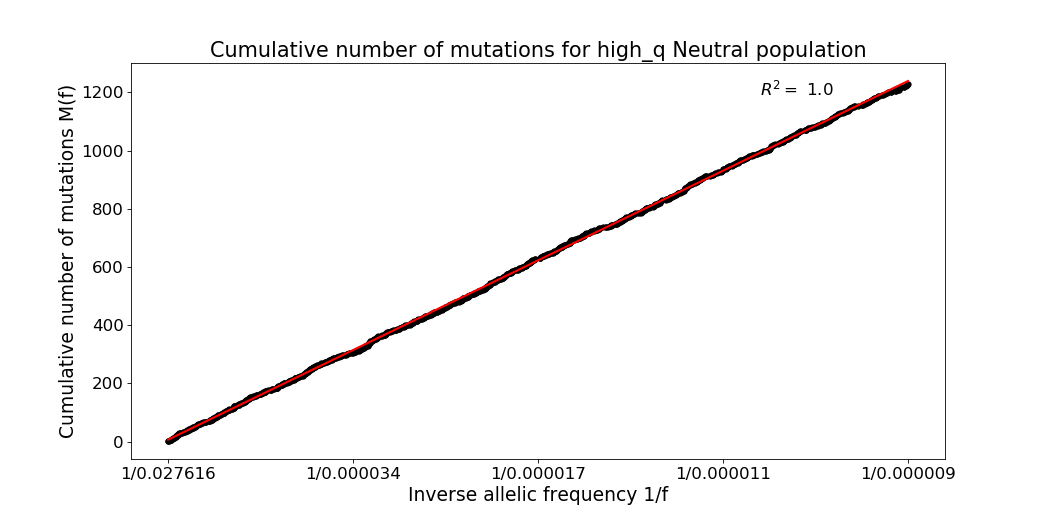 Cumulative number of mutations for high_q Neutral population
R² = 1.0
Cumulative number of mutations M(f)
1200
1000
800
600
400
200
0
1/0.027616 1/0.000034 1/0.000017 1/0.000011 1/0.000009
Inverse allelic frequency 1/f